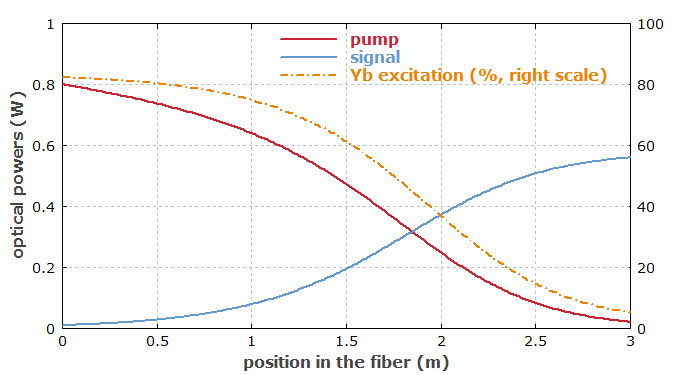 1
0.8
0.6
0.4
0.2
0
optical powers (W)
pump
signal
Yb excitation (%, right scale)
100
80
60
40
20
0
0 0.5 1 1.5 2 2.5 3
position in the fiber (m)